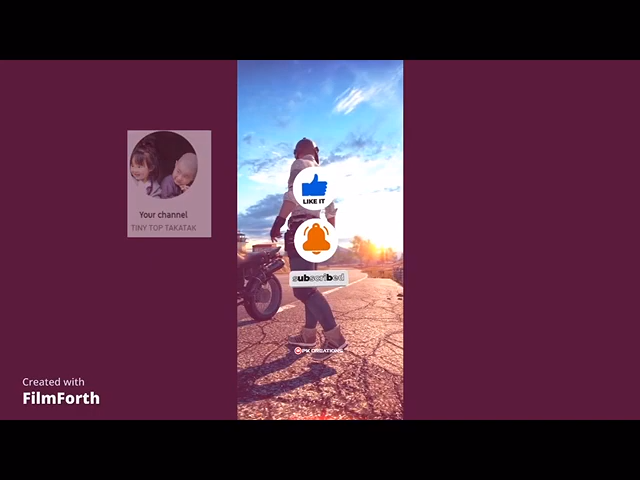 LIKE IT
subscribed
Your channel
TINY TOP TAKATAK
PK CREATIONS
Created with
FilmForth